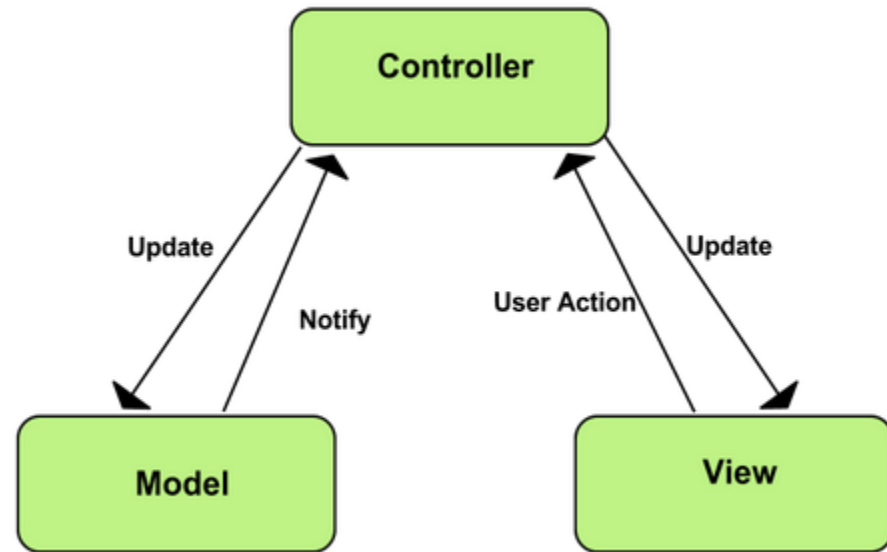 Controller
Update
Update
User Action
Notify
Model
View